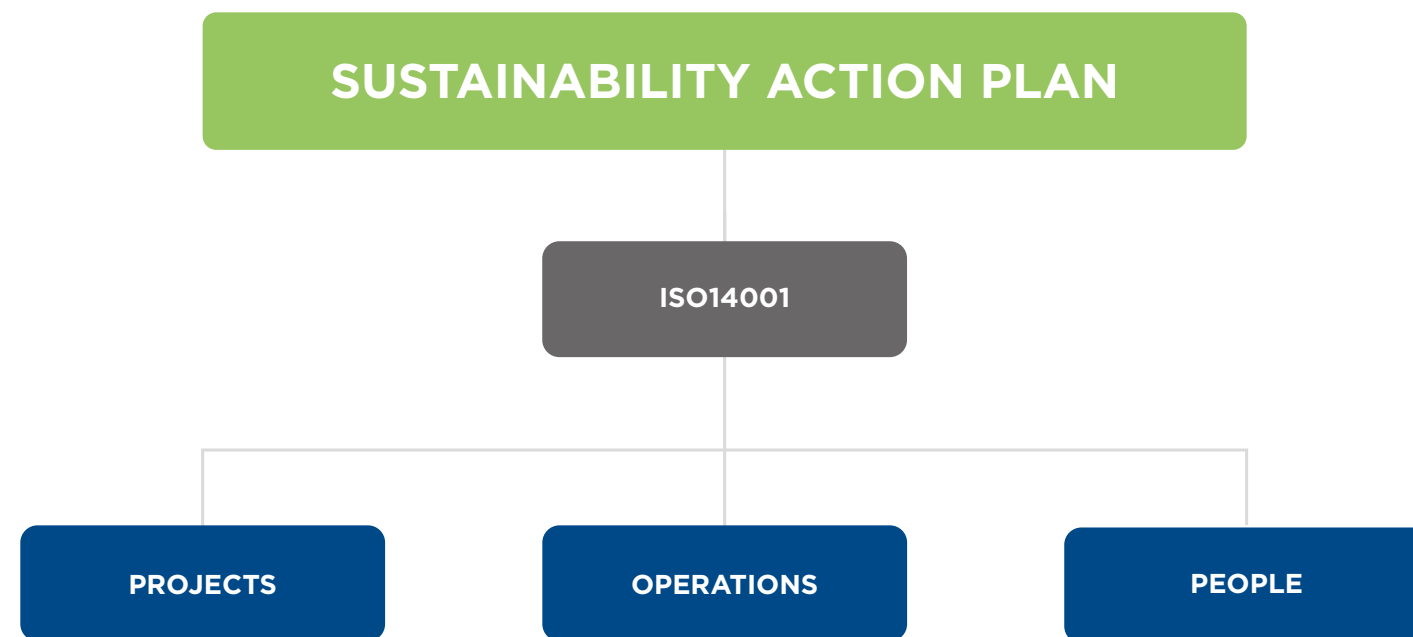 SUSTAINABILITY ACTION PLAN
ISO14001
PROJECTS
OPERATIONS
PEOPLE